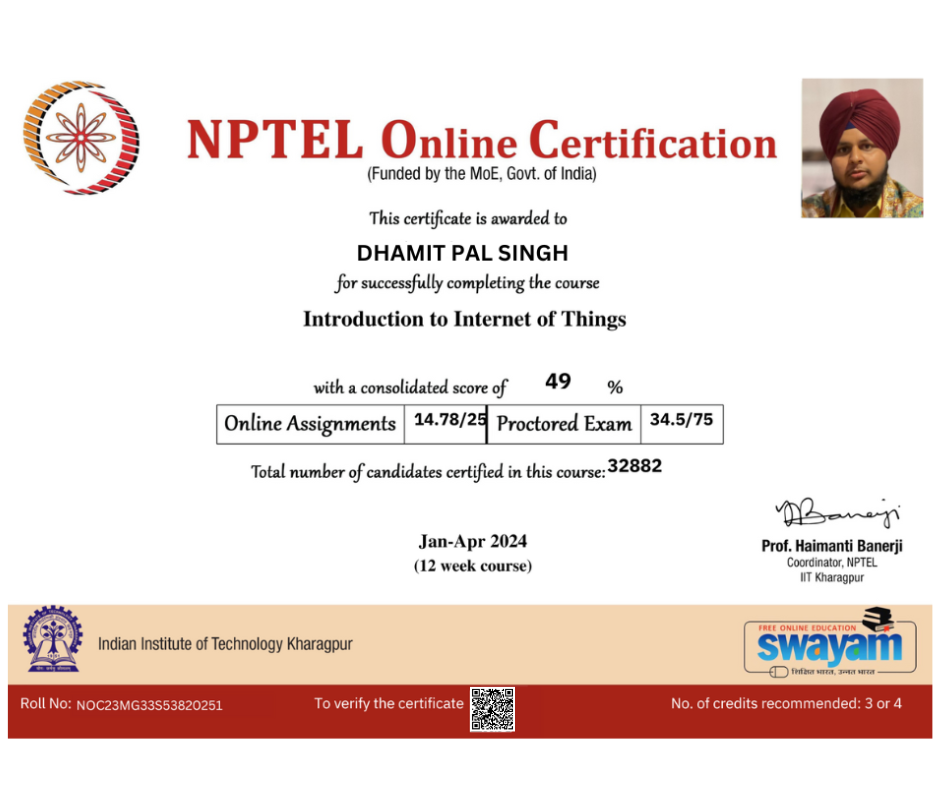 NPTEL Online Certification
(Funded by the MoE, Govt. of India)
This certificate is awarded to
DHAMIT PAL SINGH
for successfully completing the course
Introduction to Internet of Things
with a consolidated score of 49 %
Online Assignments 14.78/25 Proctored Exam 34.5/75
Total number of candidates certified in this course: 32882
Jan-Apr 2024
(12 week course)
Banerji
Prof. Haimanti Banerji
Coordinator, NPTEL
IIT Kharagpur
Indian Institute of Technology Kharagpur
FREE ONLINE EDUCATION
swayam
शिक्षित भारत, उन्नत भारत
Roll No: NOC23MG33S53820251
To verify the certificate
No. of credits recommended: 3 or 4